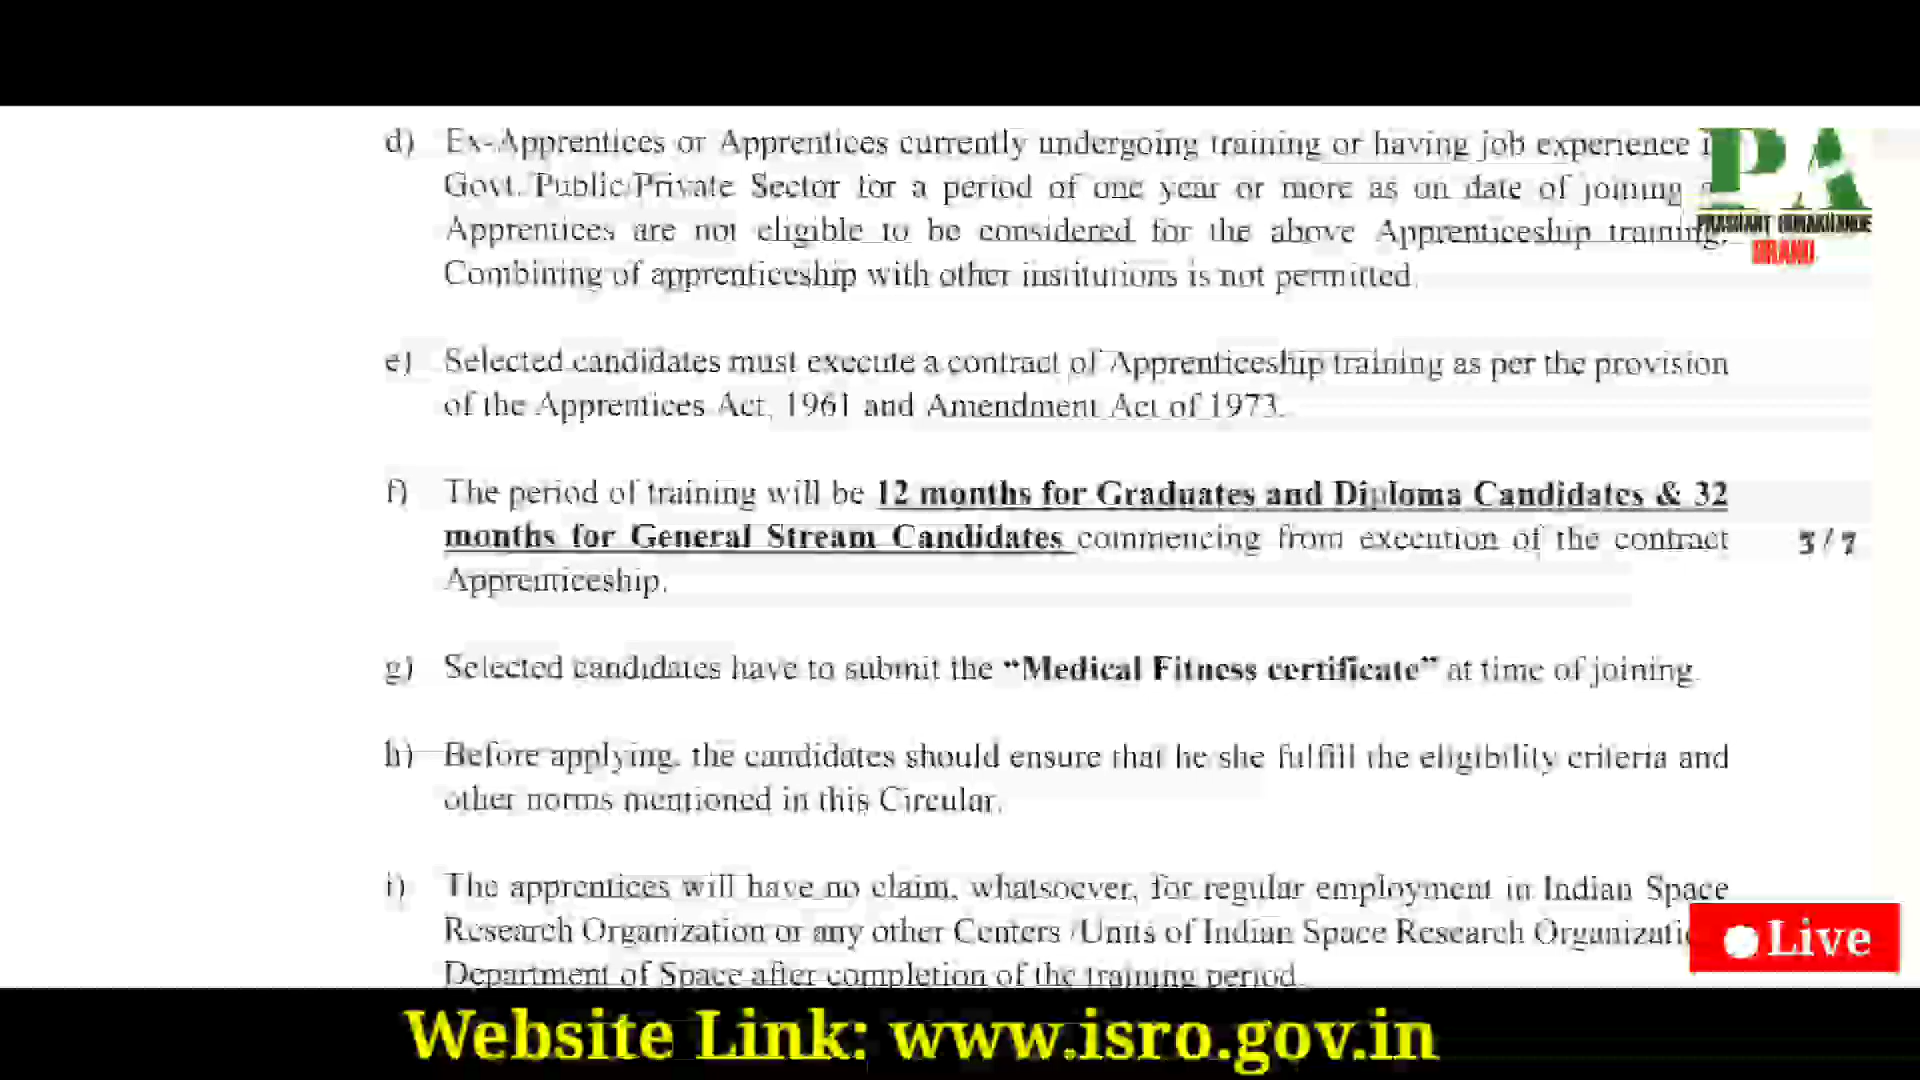 d) Ex-Apprentices or Apprentices currently undergoing training or having job experience
Govt. Public/Private Sector for a period of one year or more as on date of joining
Apprentices are not eligible to be considered for the above Apprenticeship training.
Combining of apprenticeship with other institutions is not permitted.
PA
BRAND
e) Selected candidates must execute a contract of Apprenticeship training as per the provision
of the Apprentices Act, 1961 and Amendment Act of 1973.
f) The period of training will be 12 months for Graduates and Diploma Candidates & 32
months for General Stream Candidates commencing from execution of the contract
Apprenticeship.
3/7
g) Selected candidates have to submit the “Medical Fitness certificate” at time of joining.
h) Before applying, the candidates should ensure that he she fulfill the eligibility criteria and
other norms mentioned in this Circular.
i) The apprentices will have no claim, whatsoever, for regular employment in Indian Space
Research Organization or any other Centers /Units of Indian Space Research
Department of Space after completion of the training period.
Live
Website Link: www.isro.gov.in